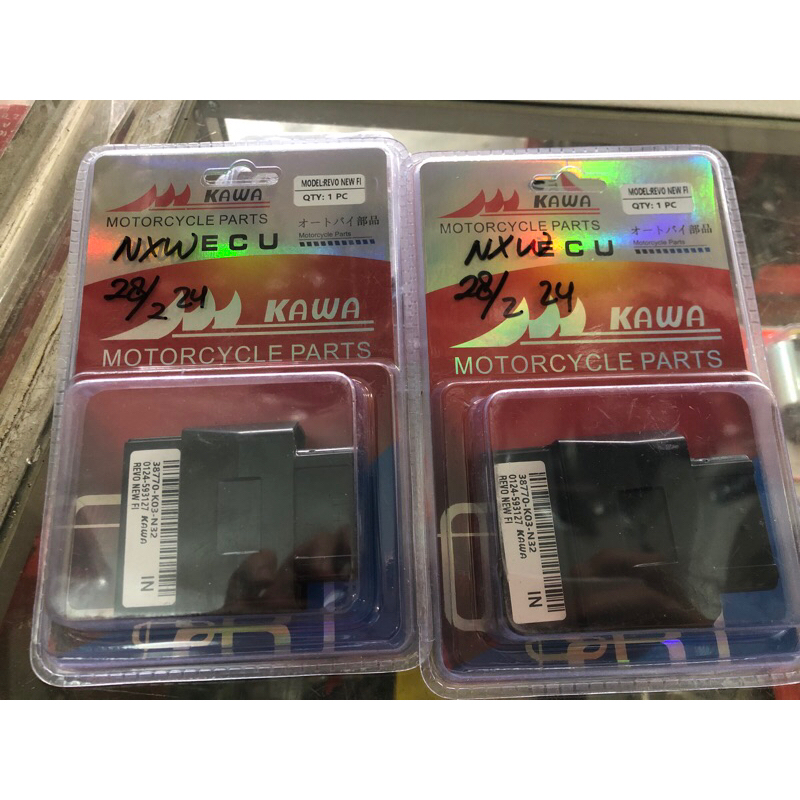 KAWA
MOTORCYCLE PARTS
MODEL:REVO NEW FI
QTY: 1 PC
オートバイ部品
Motorcycle Parts
NXW ECU
28/2 24
KAWA
MOTORCYCLE PARTS
38770-K03-N32
0124-593127 KAWA
REVO NEW FI
IN
KAWA
MOTORCYCLE PARTS
MODEL:REVO NEW FI
QTY: 1 PC
オートバイ部品
Motorcycle Parts
NXW ECU
28/2 24
KAWA
MOTORCYCLE PARTS
38770-K03-N32
0124-593127 KAWA
REVO NEW FI
IN